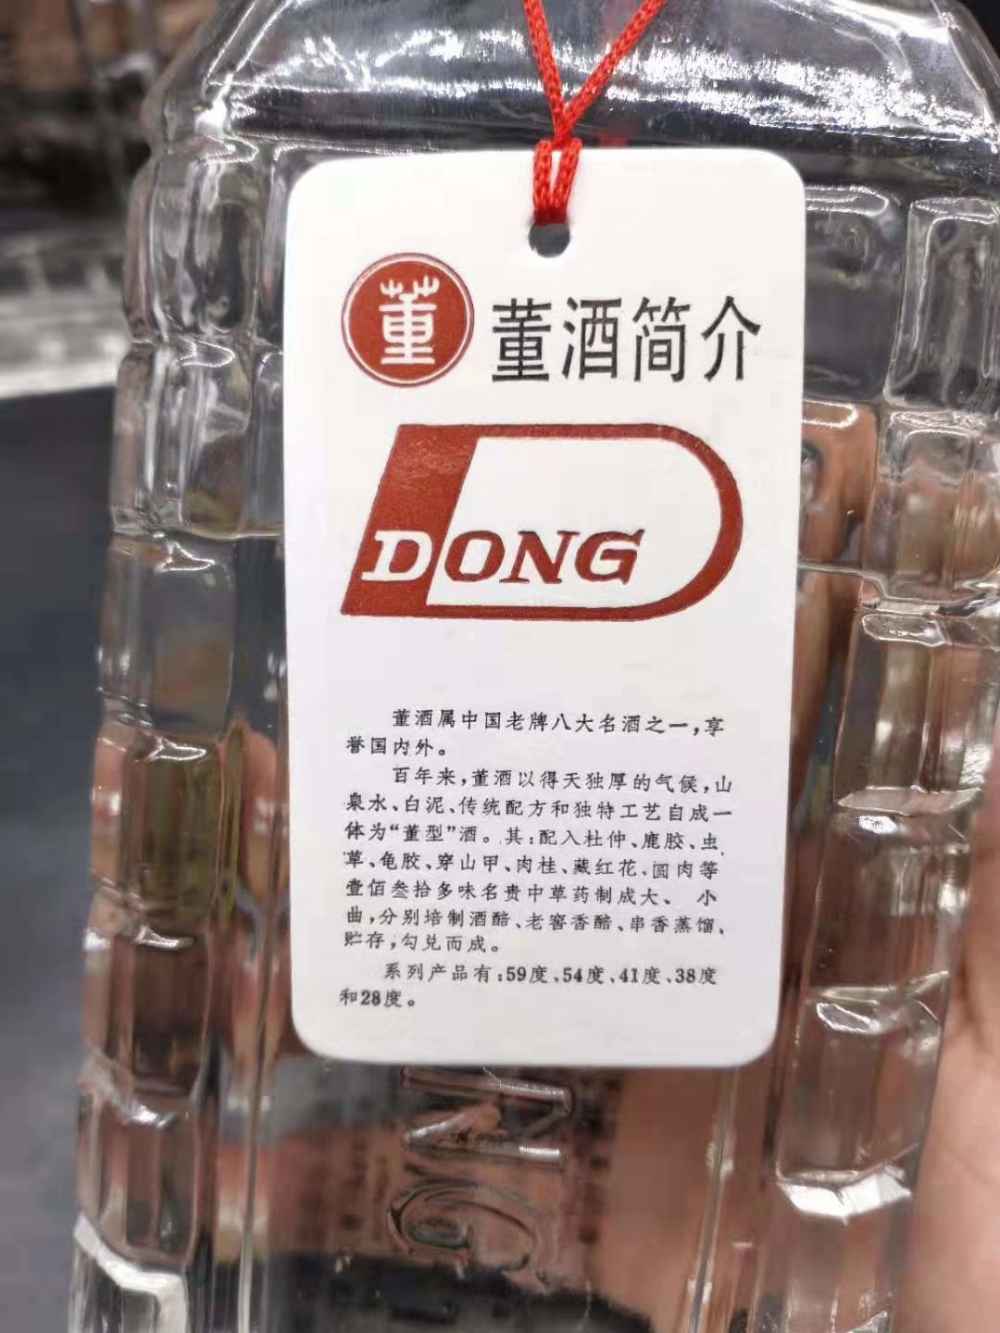 董
董酒简介
DONG
董酒属中国老牌八大名酒之一，享
誉国内外。
百年来，董酒以得天独厚的气候，山
泉水、白泥、传统配方和独特工艺自成一
体为“董型”酒。其：配入杜仲、鹿胶、虫
草、龟胶、穿山甲、肉桂、藏红花、圆肉等
壹佰叁拾多味名贵中草药制成大、小
曲，分别培制酒醅、老窖香醅、串香蒸馏、
贮存，勾兑而成。
系列产品有：59度、54度、41度、38度
和28度。
NG